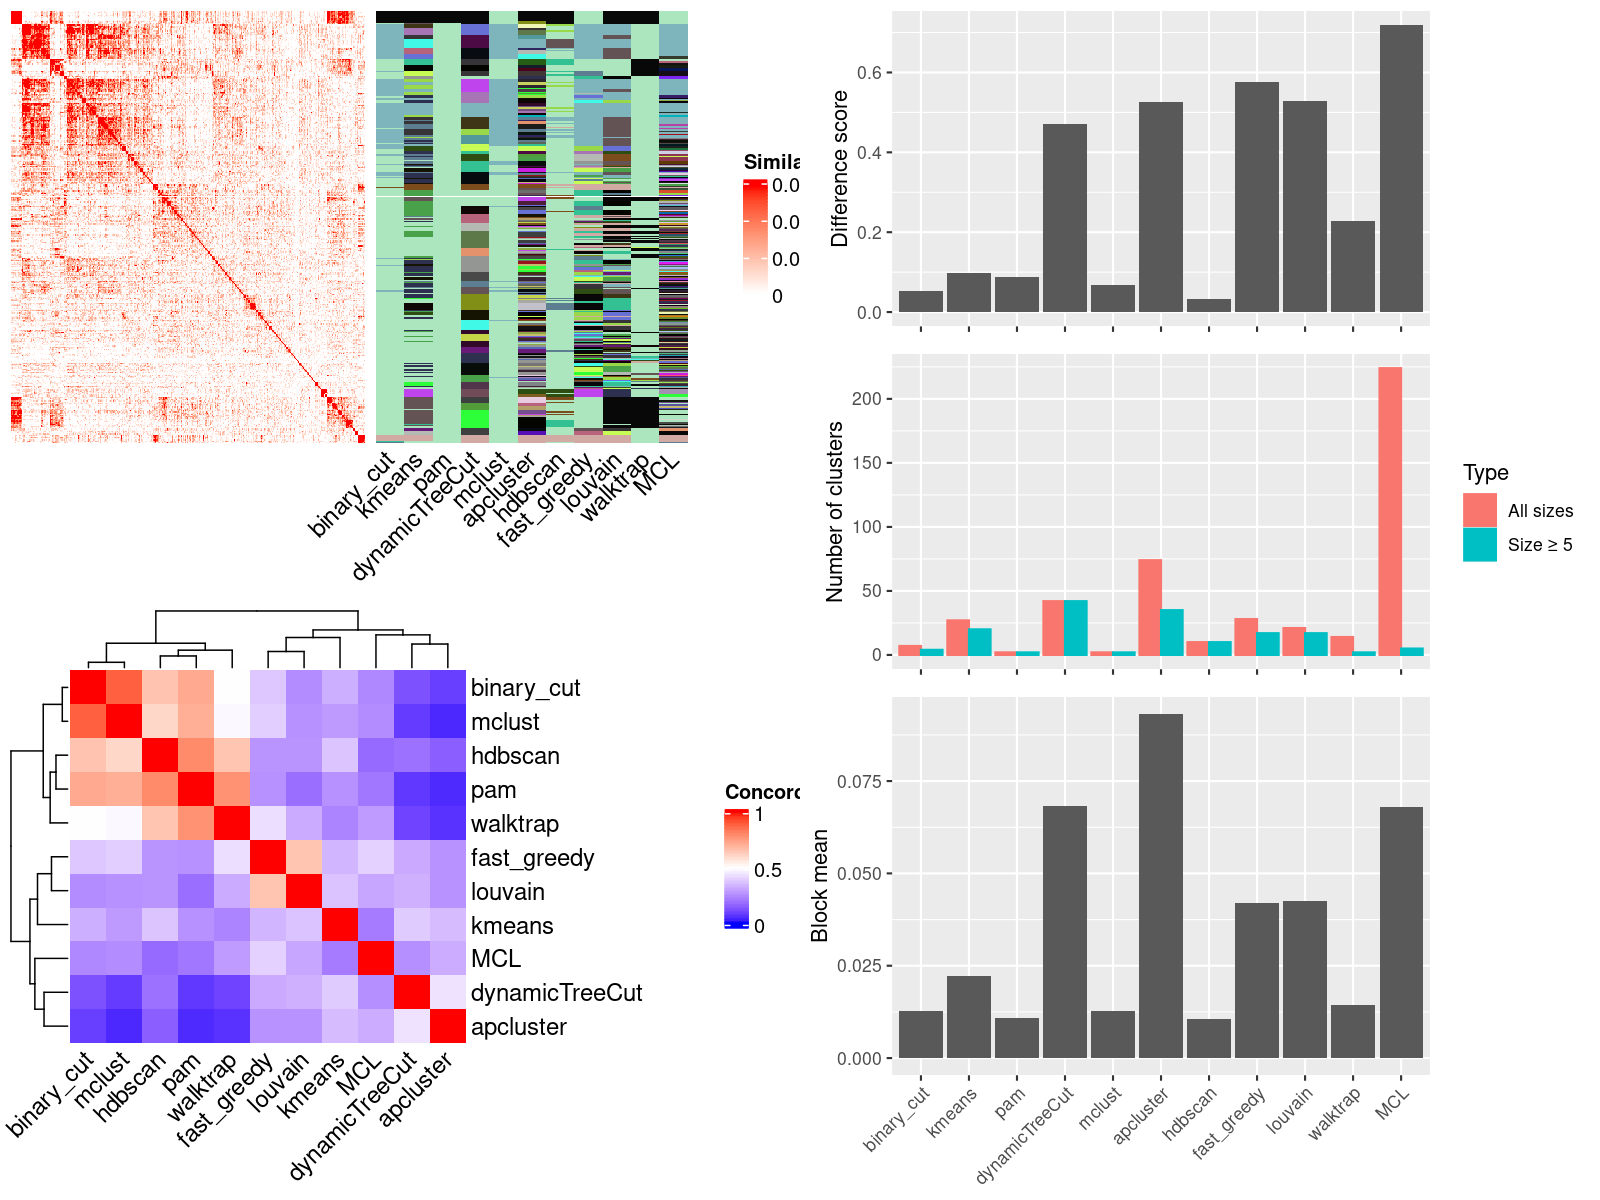 Simila
0.0
0.0
0.0
0
binary_cut
kmeans
pam
dynamicTreeCut
mclust
apcluster
hdbscan
fast_greedy
louvain
walktrap
MCL
binary_cut
mclust
hdbscan
pam
walktrap
fast_greedy
louvain
kmeans
MCL
dynamicTreeCut
apcluster
binary_cut
mclust
hdbscan
pam
walktrap
fast_greedy
louvain
kmeans
MCL
dynamicTreeCut
apcluster
Concord
1
0.5
0
Difference score
0.6
0.4
0.2
0.0
Number of clusters
200
150
100
50
0
Type
All sizes
Size ≥ 5
Block mean
0.075
0.050
0.025
0.000
binary_cut
kmeans
pam
dynamicTreeCut
mclust
apcluster
hdbscan
fast_greedy
louvain
walktrap
MCL